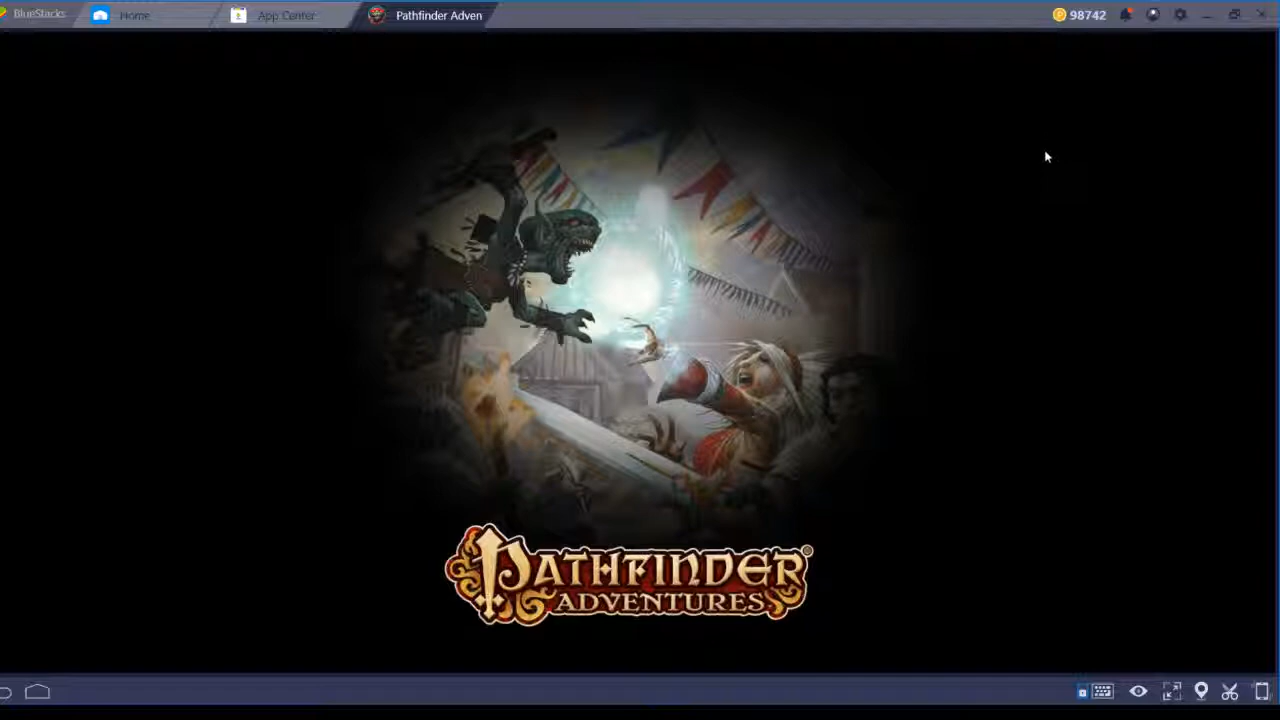 BlueStacks
Home
App Center
Pathfinder Adven
98742
PATHFINDER®
ADVENTURES